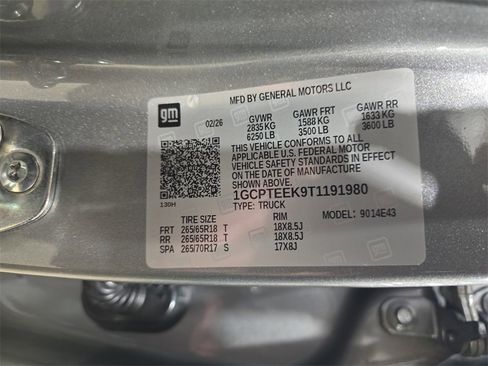 MFD BY GENERAL MOTORS LLC
gm
02/26 GVWR GAWR FRT GAWR RR
2835 KG 1588 KG 1633 KG
6250 LB 3500 LB 3600 LB
THIS VEHICLE CONFORMS TO ALL
APPLICABLE U.S. FEDERAL MOTOR
VEHICLE SAFETY STANDARDS IN EFFECT
ON THE DATE OF MANUFACTURE SHOWN ABOVE.
1GCPTEEK9T1191980
130H TYPE: TRUCK
TIRE SIZE RIM MODEL: 9014E43
FRT 265/65R18 T 18X8.5J
RR 265/65R18 T 18X8.5J
SPA 265/70R17 S 17X8J